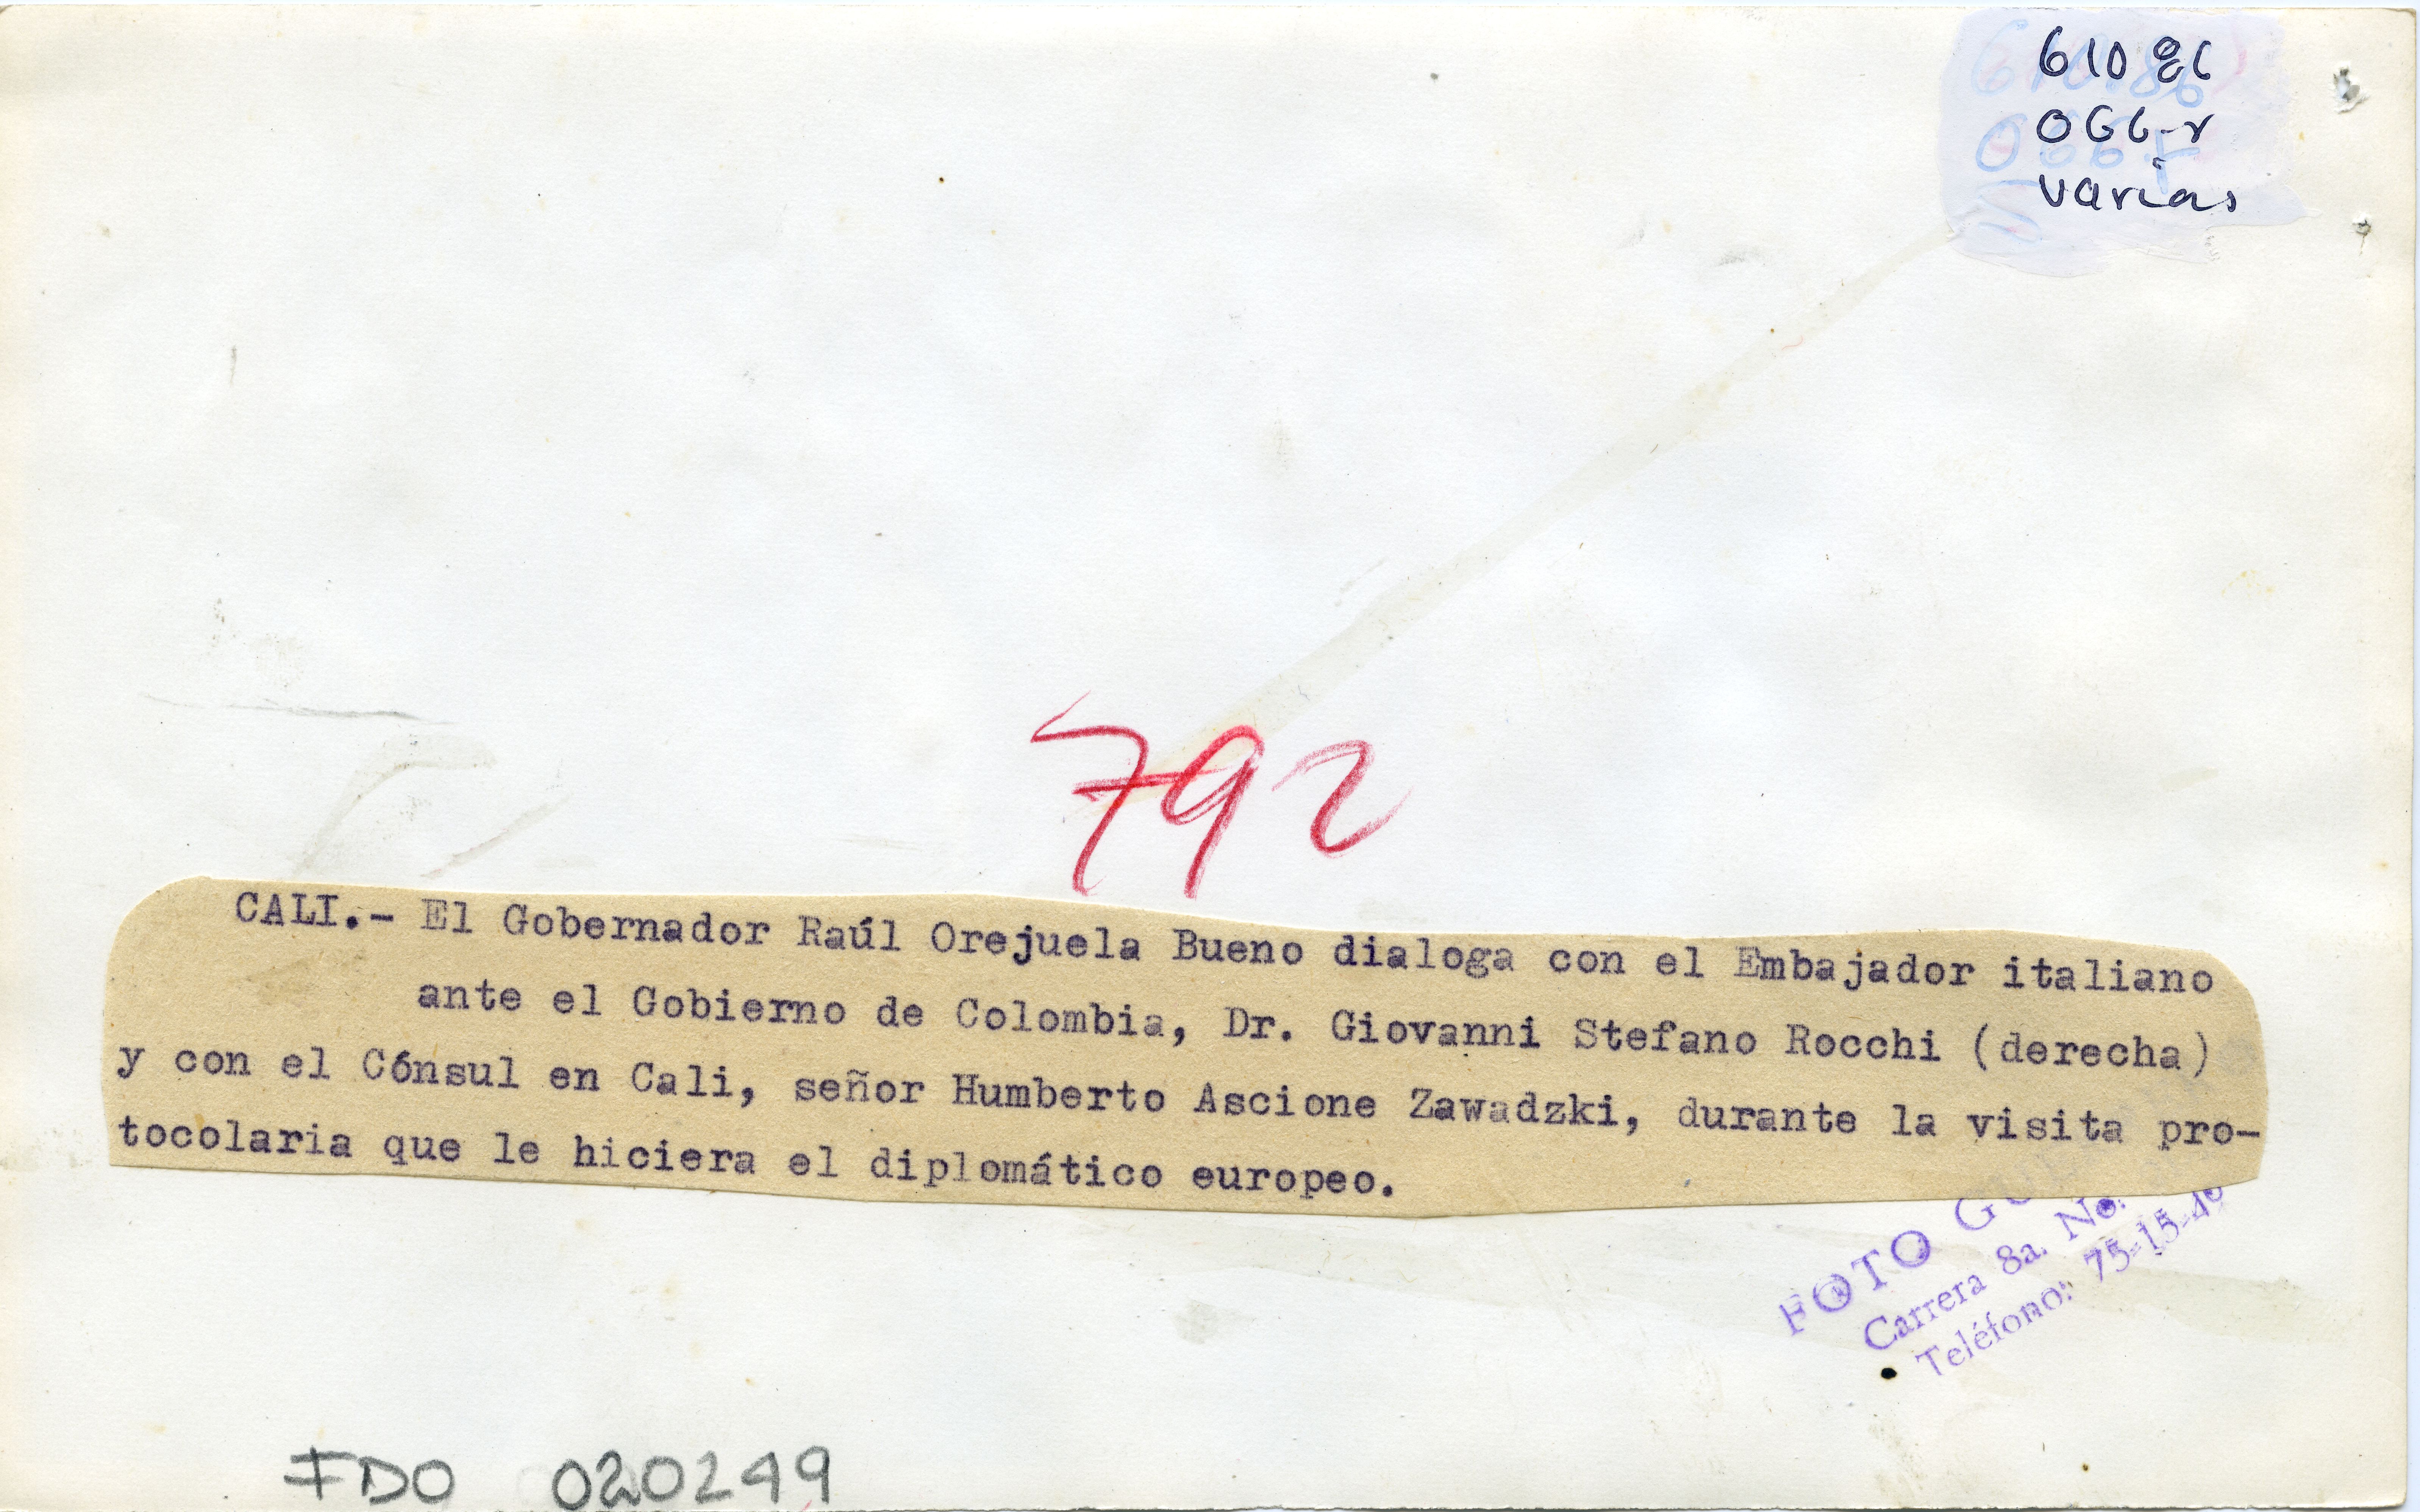 610 86
O66-r
varias
792
CALI.- El Gobernador Raúl Orejuela Bueno dialoga con el Embajador italiano
ante el Gobierno de Colombia, Dr. Giovanni Stefano Rocchi (derecha)
y con el Cónsul en Cali, señor Humberto Ascione Zawadzki, durante la visita pro-
tocolaria que le hiciera el diplomático europeo.
FOTO
Carrera 8a. No.
Teléfono: 75-15-4
FDO 020249